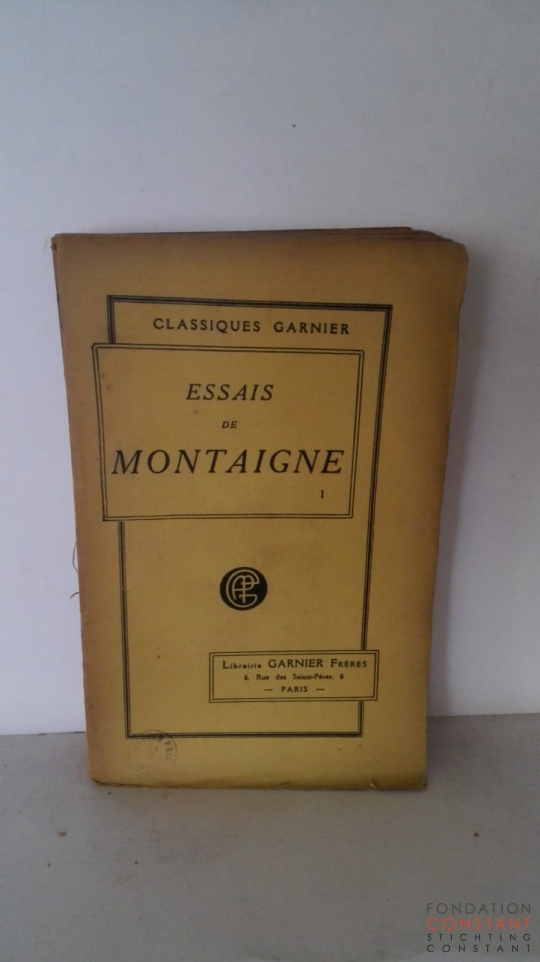 CLASSIQUES GARNIER
ESSAIS
DE
MONTAIGNE
I
Librairie GARNIER FRÈRES
6, Rue des Saints-Pères, 6
— PARIS —
FONDATION
CONSTANT
STICHTING
CONSTANT